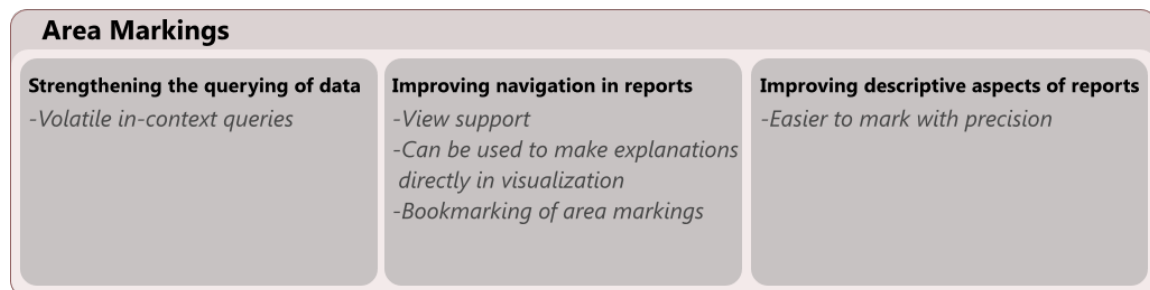 Area Markings
Strengthening the querying of data
-Volatile in-context queries
Improving navigation in reports
-View support
-Can be used to make explanations
directly in visualization
-Bookmarking of area markings
Improving descriptive aspects of reports
-Easier to mark with precision